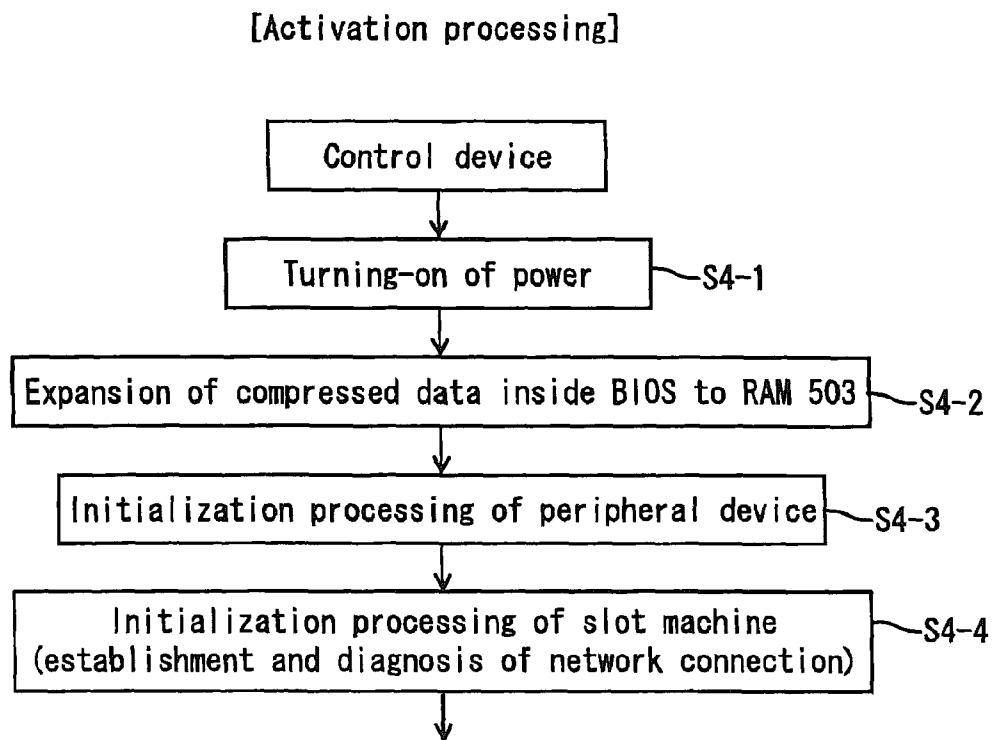 [Activation processing]
Control device
Turning-on of power
S4-1
Expansion of compressed data inside BIOS to RAM 503
S4-2
Initialization processing of peripheral device
S4-3
Initialization processing of slot machine
(establishment and diagnosis of network connection)
S4-4